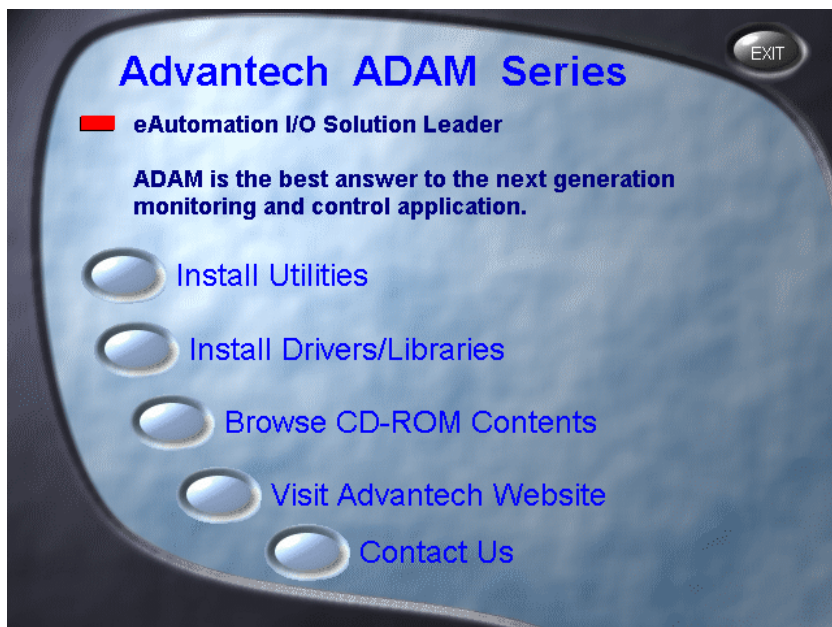 EXIT
Advantech ADAM Series
eAutomation I/O Solution Leader
ADAM is the best answer to the next generation
monitoring and control application.
Install Utilities
Install Drivers/Libraries
Browse CD-ROM Contents
Visit Advantech Website
Contact Us